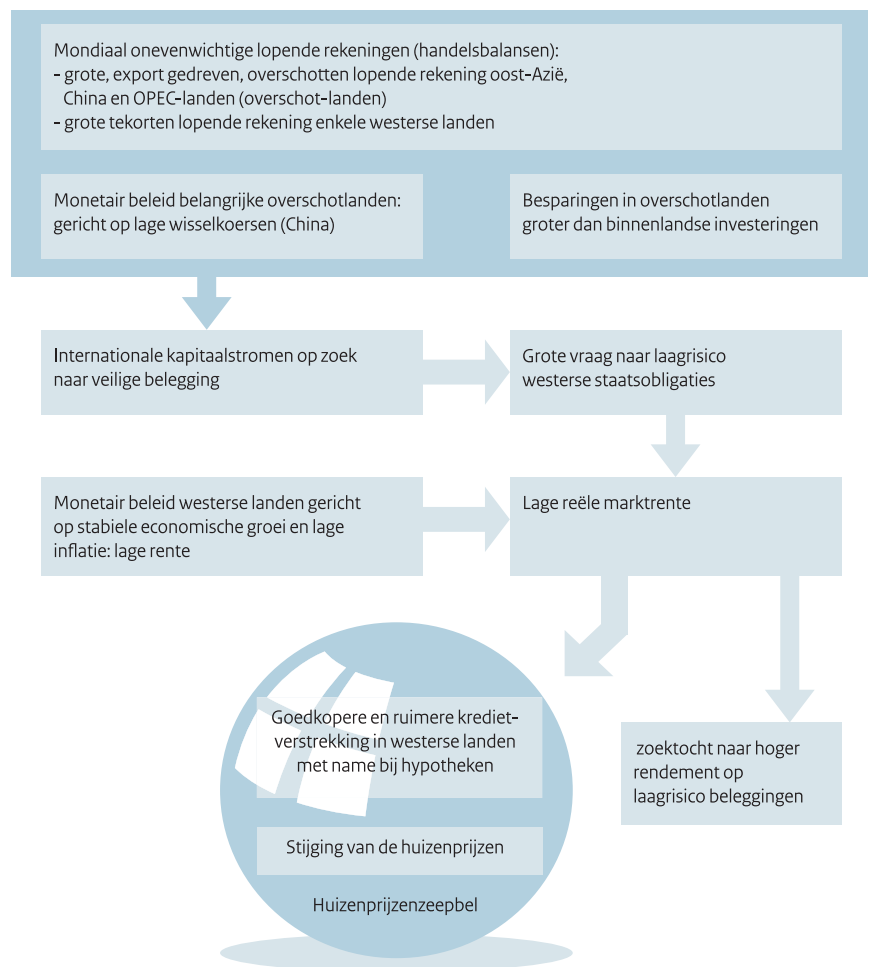 Mondiaal onevenwichtige lopende rekeningen (handelsbalansen):
- grote, export gedreven, overschotten lopende rekening oost-Azië,
China en OPEC-landen (overschot-landen)
- grote tekorten lopende rekening enkele westerse landen
Monetair beleid belangrijke overschotlanden:
gericht op lage wisselkoersen (China)
Besparingen in overschotlanden
groter dan binnenlandse investeringen
Internationale kapitaalstromen op zoek
naar veilige belegging
Grote vraag naar laagrisico
westerse staatsobligaties
Monetair beleid westerse landen gericht
op stabiele economische groei en lage
inflatie: lage rente
Lage reële marktrente
Goedkopere en ruimere krediet-
verstrekking in westerse landen
met name bij hypotheken
Stijging van de huizenprijzen
Huizenprijzenzeepbel
zoektocht naar hoger
rendement op
laagrisico beleggingen